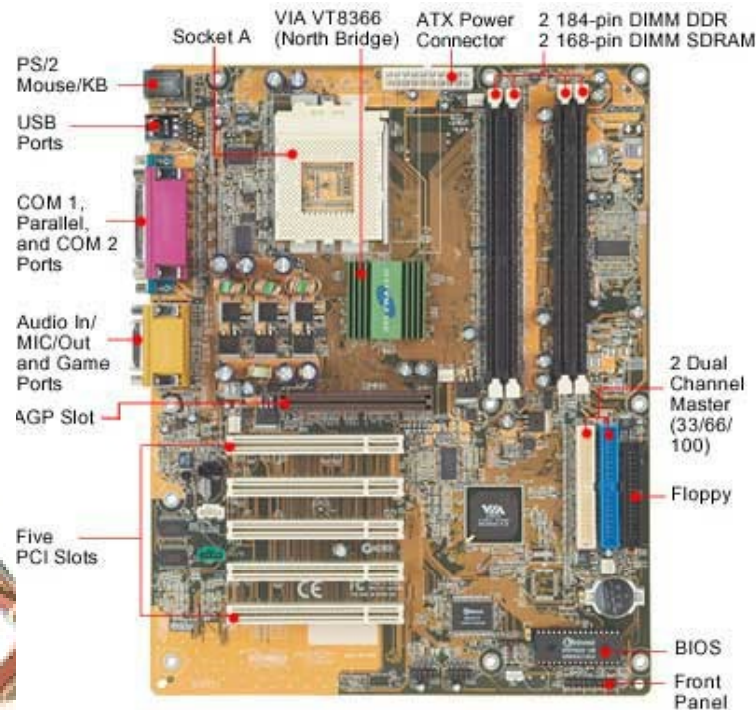 Socket A
VIA VT8366
(North Bridge)
ATX Power
Connector
2 184-pin DIMM DDR
2 168-pin DIMM SDRAM
PS/2
Mouse/KB
USB
Ports
COM 1,
Parallel,
and COM 2
Ports
Audio In/
MIC/Out
and Game
Ports
AGP Slot
Five
PCI Slots
2 Dual
Channel
Master
(33/66/
100)
Floppy
VIA
CE
BIOS
Front
Panel